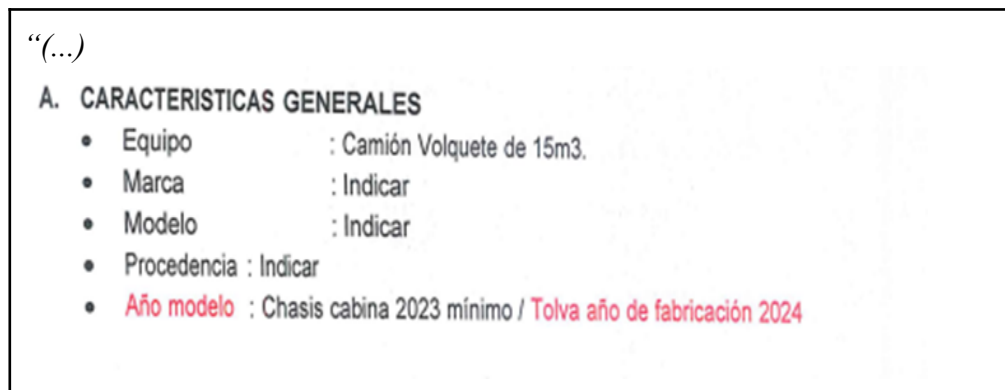 “(...)
A. CARACTERISTICAS GENERALES
• Equipo : Camión Volquete de 15m3.
• Marca : Indicar
• Modelo : Indicar
• Procedencia : Indicar
• Año modelo : Chasis cabina 2023 mínimo / Tolva año de fabricación 2024